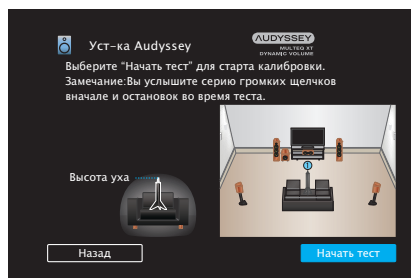 Уст-ка Audyssey
AUDYSSEY
MULTEQ XT
DYNAMIC VOLUME
Выберите “Начать тест” для старта калибровки.
Замечание:Вы услышите серию громких щелчков
вначале и остановок во время теста.
Высота уха
Назад
Начать тест